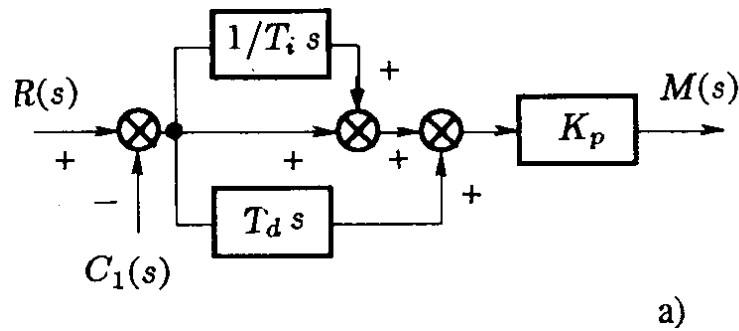 1/T_i s
+
R(s)
M(s)
K_p
+
+
+
−
+
T_d s
C_1(s)
a)